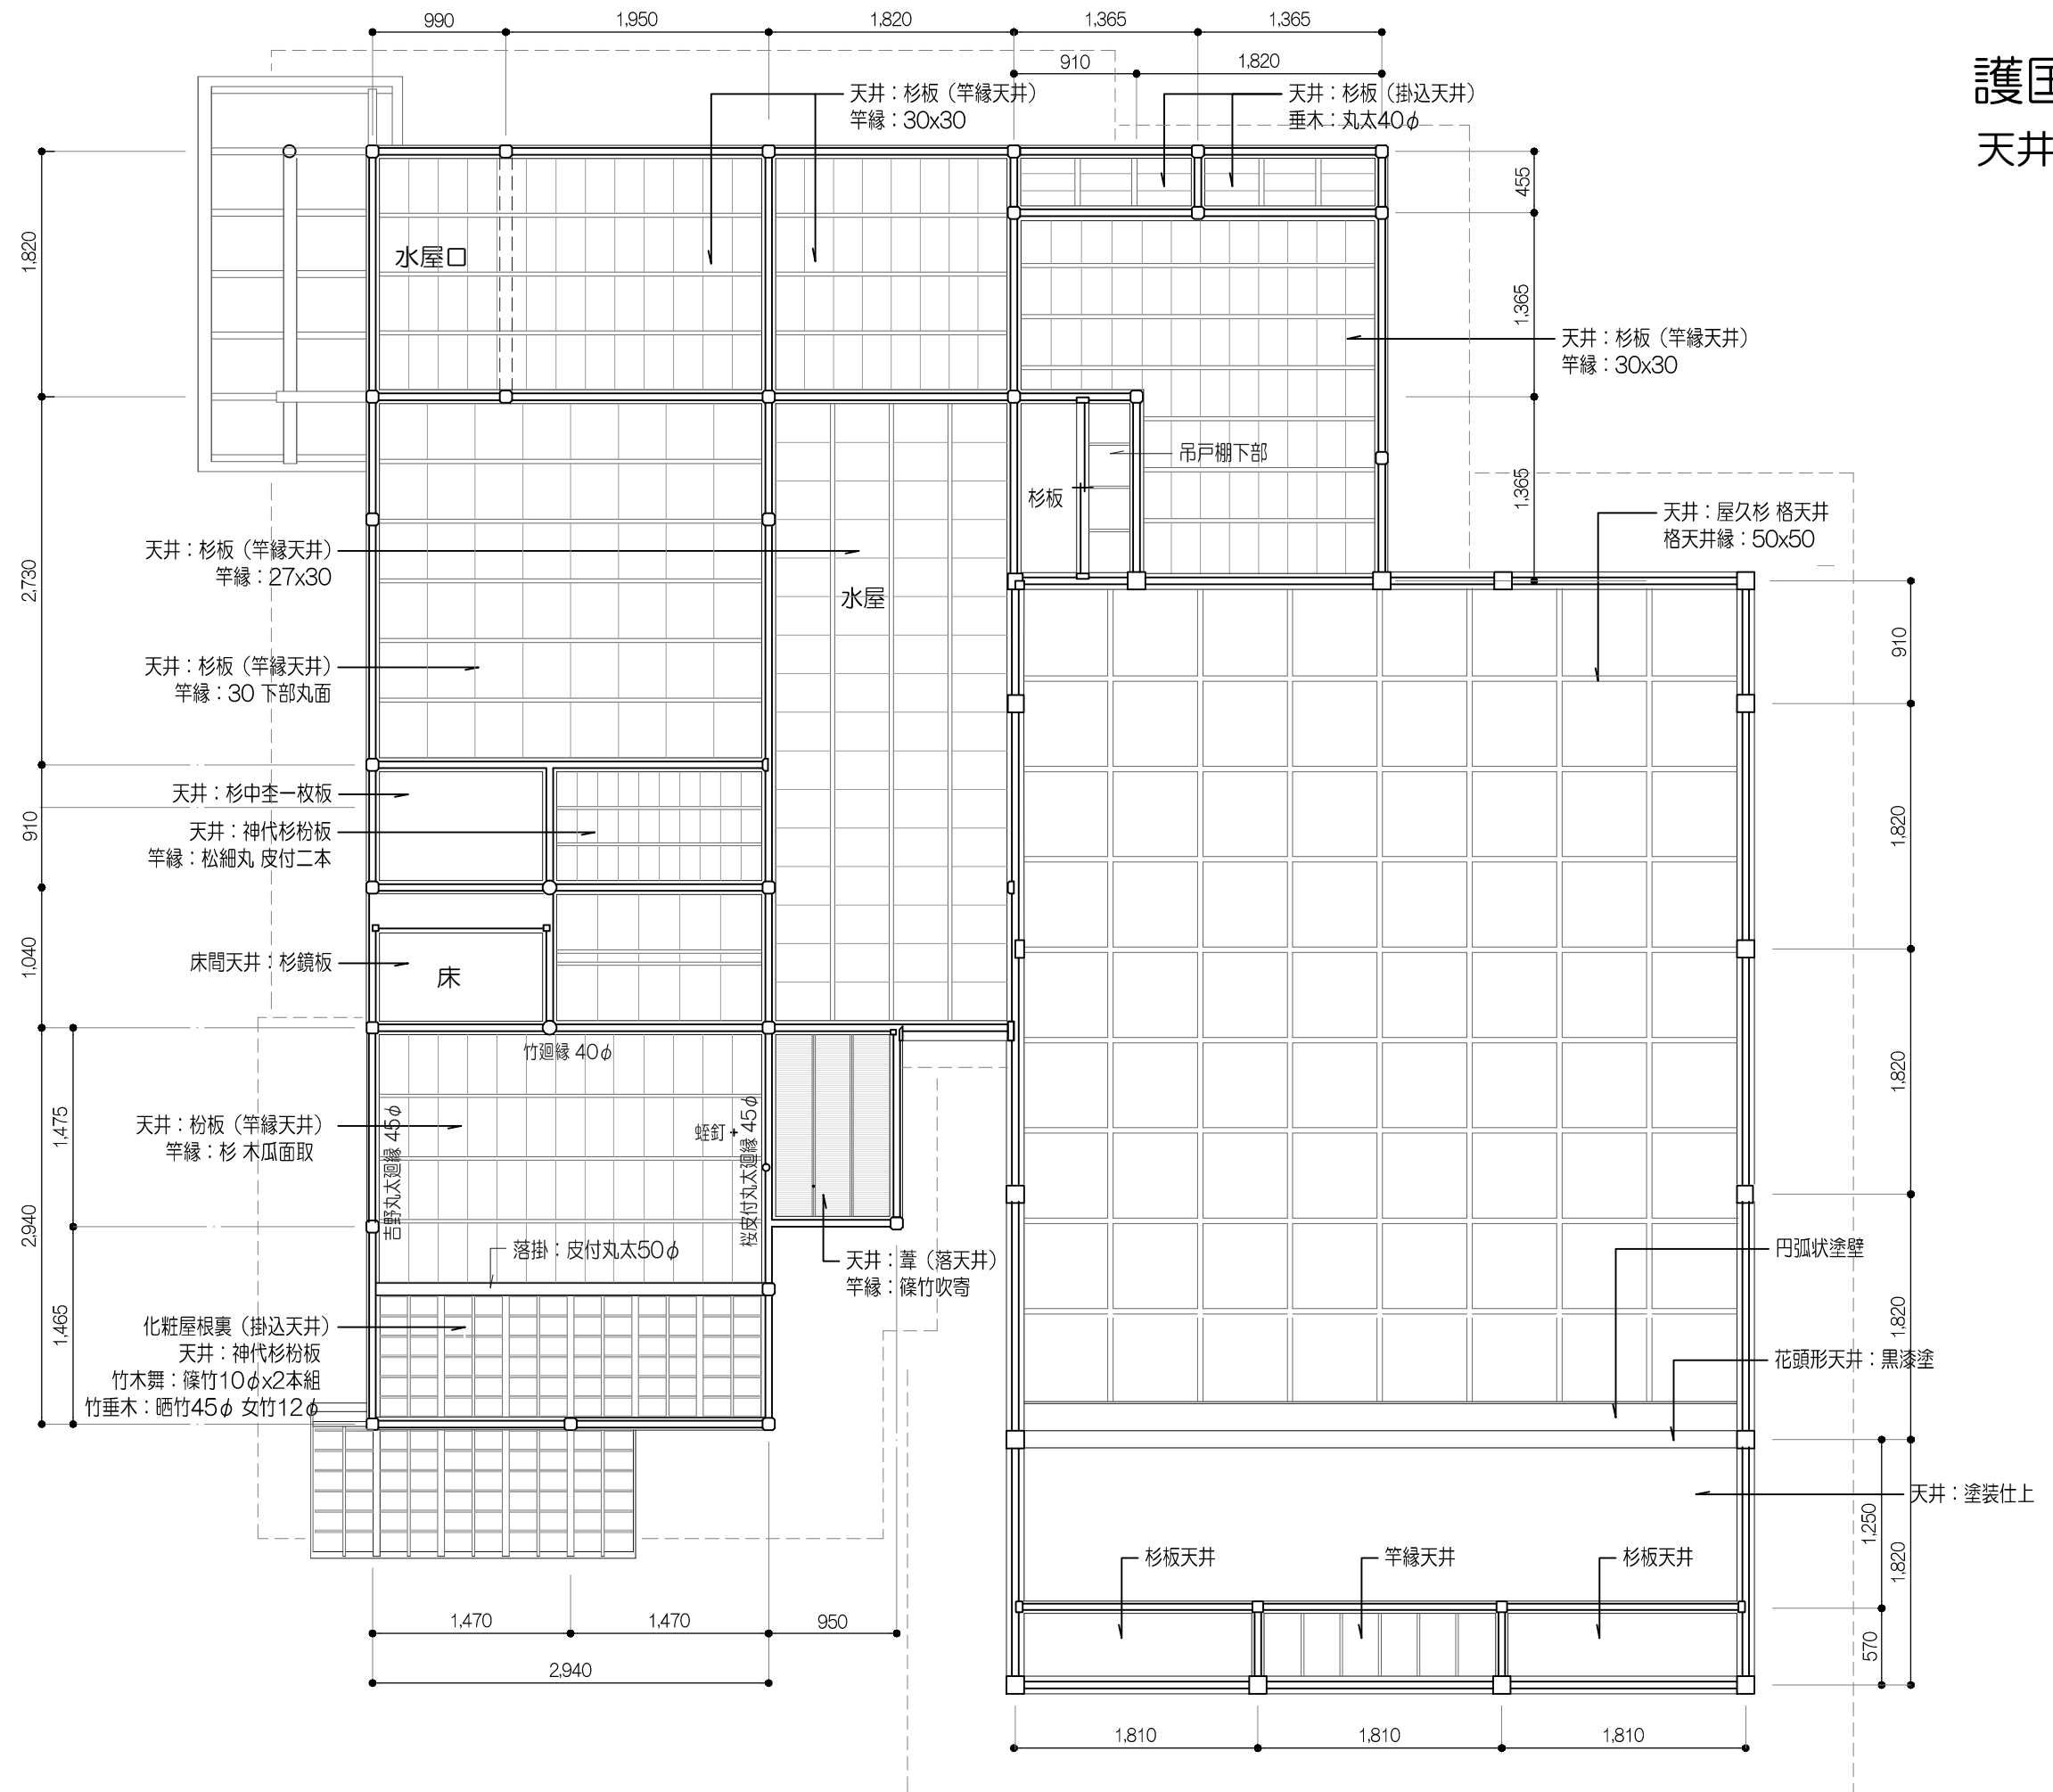 990
1,950
1,820
1,365
1,365
910
1,820
護国
天井
天井：杉板（竿縁天井）
竿縁：30x30
天井：杉板（掛込天井）
垂木：丸太40φ
455
1,820
水屋口
1,365
天井：杉板（竿縁天井）
竿縁：30x30
吊戸棚下部
杉板
1,365
天井：屋久杉 格天井
格天井縁：50x50
天井：杉板（竿縁天井）
竿縁：27x30
2,730
水屋
910
天井：杉板（竿縁天井）
竿縁：30 下部丸面
天井：杉中杢一枚板
910
天井：神代杉枌板
竿縁：松細丸 皮付二本
1,820
1,040
床間天井：杉鏡板
床
竹廻縁 40φ
1,820
天井：枌板（竿縁天井）
竿縁：杉 木瓜面取
1,475
吉野丸太廻縁 45φ
蛭釘
桜皮付丸太廻縁 45φ
2,940
落掛：皮付丸太50φ
天井：葦（落天井）
竿縁：篠竹吹寄
円弧状塗壁
1,820
1,465
化粧屋根裏（掛込天井）
天井：神代杉枌板
竹木舞：篠竹10φx2本組
竹垂木：晒竹45φ 女竹12φ
花頭形天井：黒漆塗
天井：塗装仕上
1,250
1,820
杉板天井
竿縁天井
杉板天井
570
1,470
1,470
950
2,940
1,810
1,810
1,810